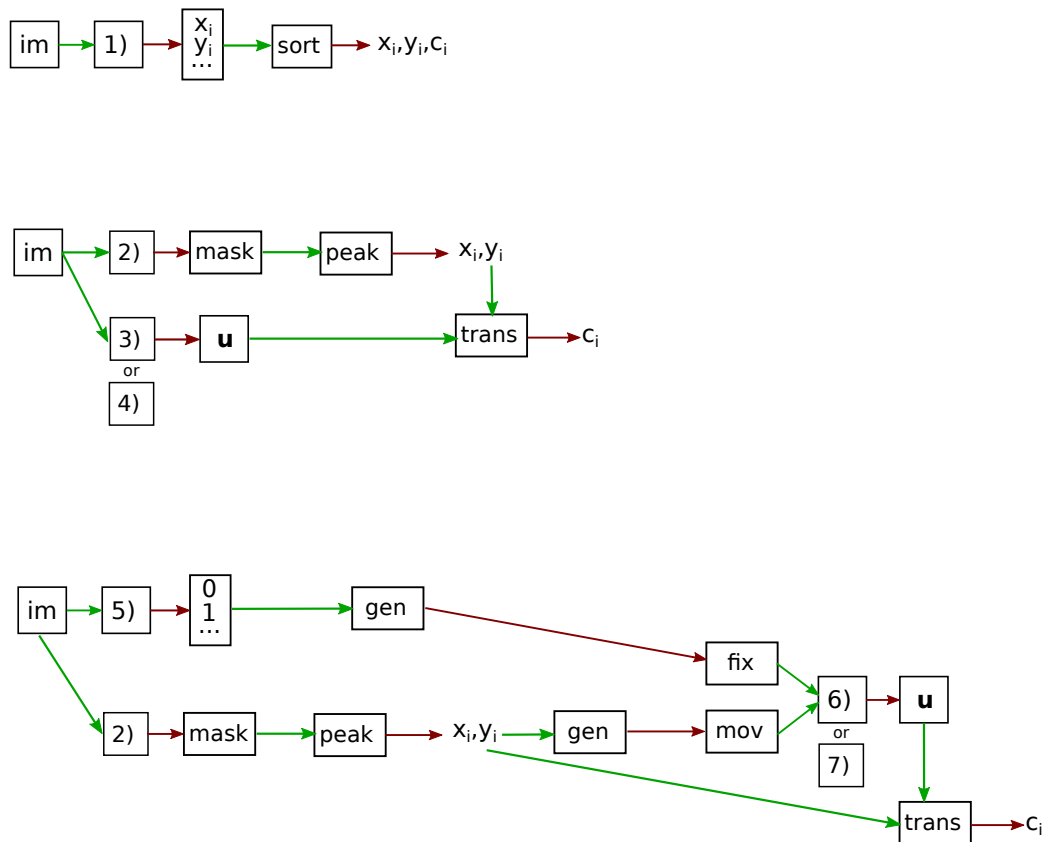 im
1)
xᵢ
yᵢ
...
sort
xᵢ,yᵢ,cᵢ
im
2)
mask
peak
xᵢ,yᵢ
3)
u
trans
cᵢ
or
4)
im
5)
0
1
...
gen
fix
6)
u
2)
mask
peak
xᵢ,yᵢ
gen
mov
or
7)
trans
cᵢ